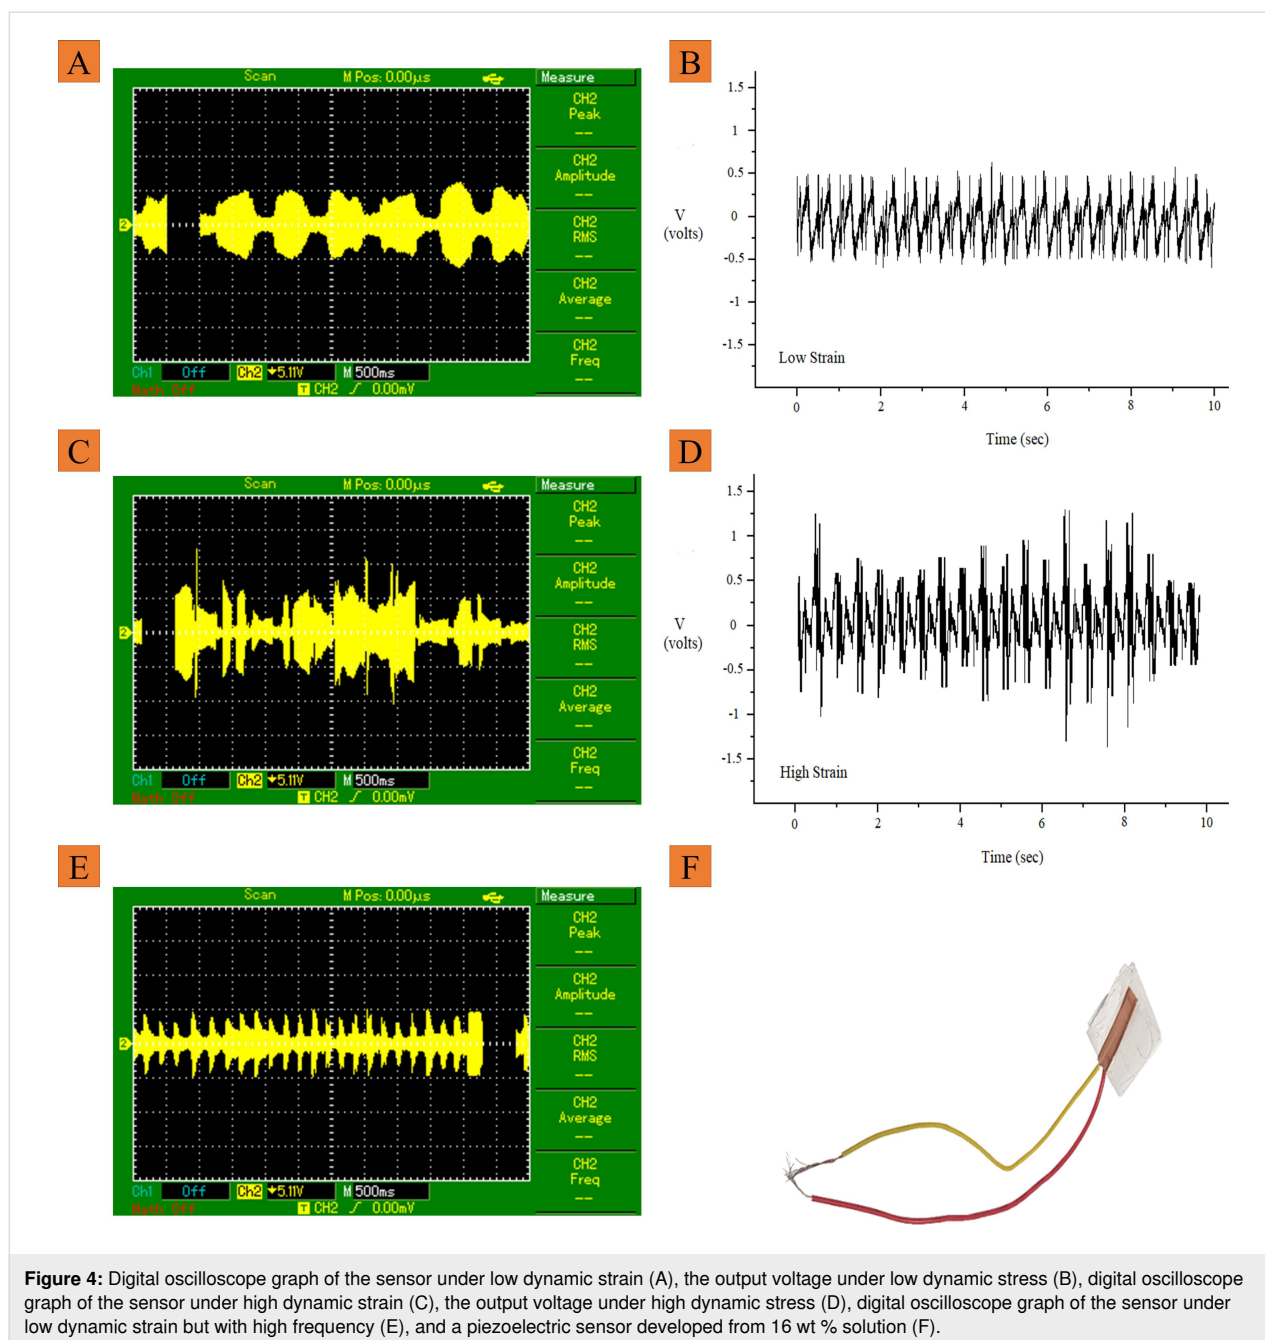 A
Scan M Pos: 0.00μs Measure
CH2
Peak
--
CH2
Amplitude
--
CH2
RMS
--
CH2
Average
--
CH2
Freq
--
2
Ch1 Off Ch2 5.11V M 500ms
Math Off T CH2 0.00mV
B
1.5
1
0.5
0
-0.5
-1
-1.5
V
(volts)
Low Strain
0 2 4 6 8 10
Time (sec)
C
Scan M Pos: 0.00μs Measure
CH2
Peak
--
CH2
Amplitude
--
CH2
RMS
--
CH2
Average
--
CH2
Freq
--
2
Ch1 Off Ch2 5.11V M 500ms
Math Off T CH2 0.00mV
D
1.5
1
0.5
0
-0.5
-1
-1.5
V
(volts)
High Strain
0 2 4 6 8 10
Time (sec)
E
Scan M Pos: 0.00μs Measure
CH2
Peak
--
CH2
Amplitude
--
CH2
RMS
--
CH2
Average
--
CH2
Freq
--
2
Ch1 Off Ch2 5.11V M 500ms
Math Off T CH2 0.00mV
F
Figure 4: Digital oscilloscope graph of the sensor under low dynamic strain (A), the output voltage under low dynamic stress (B), digital oscilloscope
graph of the sensor under high dynamic strain (C), the output voltage under high dynamic stress (D), digital oscilloscope graph of the sensor under
low dynamic strain but with high frequency (E), and a piezoelectric sensor developed from 16 wt % solution (F).